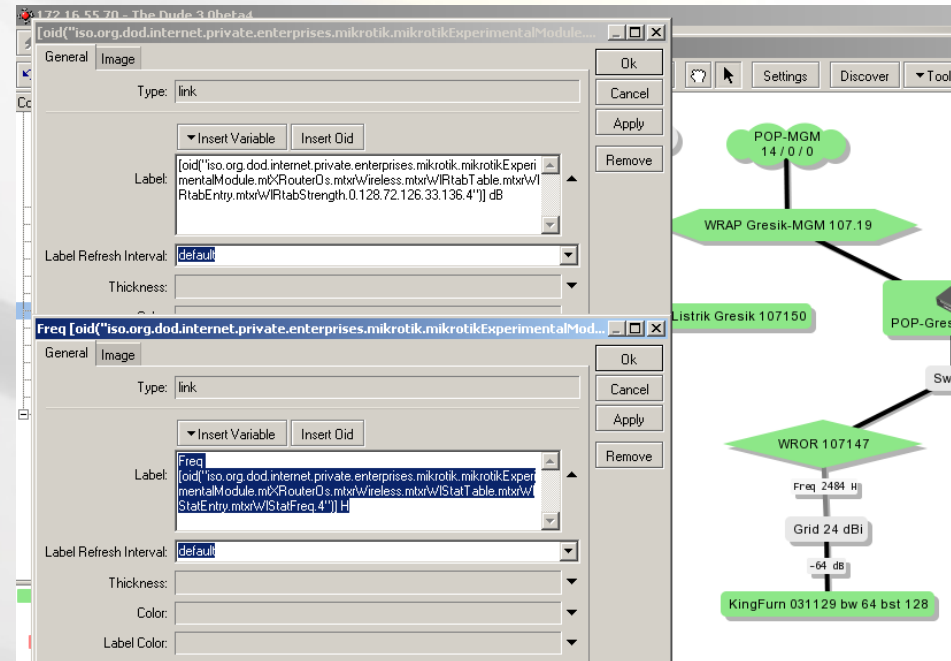 172.16.55.70 - The Dude 3.0beta4
[oid("iso.org.dod.internet.private.enterprises.mikrotik.mikrotikExperimentalModule....
General Image
Ok
Type: link
Cancel
Apply
Insert Variable Insert Oid
Remove
Label:
[oid("iso.org.dod.internet.private.enterprises.mikrotik.mikrotikExperi
mentalModule.mtXRouterOs.mtxrWireless.mtxrWlRtabTable.mtxrWl
RtabEntry.mtxrWlRtabStrength.0.128.72.126.33.136.4")] dB
Label Refresh Interval: default
Thickness:
Freq [oid("iso.org.dod.internet.private.enterprises.mikrotik.mikrotikExperimentalMod...
General Image
Ok
Type: link
Cancel
Apply
Insert Variable Insert Oid
Remove
Label:
Freq
[oid("iso.org.dod.internet.private.enterprises.mikrotik.mikrotikExperi
mentalModule.mtXRouterOs.mtxrWireless.mtxrWlStatTable.mtxrWl
StatEntry.mtxrWlStatFreq.4")] H
Label Refresh Interval: default
Thickness:
Color:
Label Color:
Settings Discover Tool
POP-MGM
14 / 0 / 0
WRAP Gresik-MGM 107.19
Listrik Gresik 107150
POP-Gres
Sw
WROR 107147
Freq 2484 H
Grid 24 dBi
-64 dB
KingFurn 031129 bw 64 bst 128